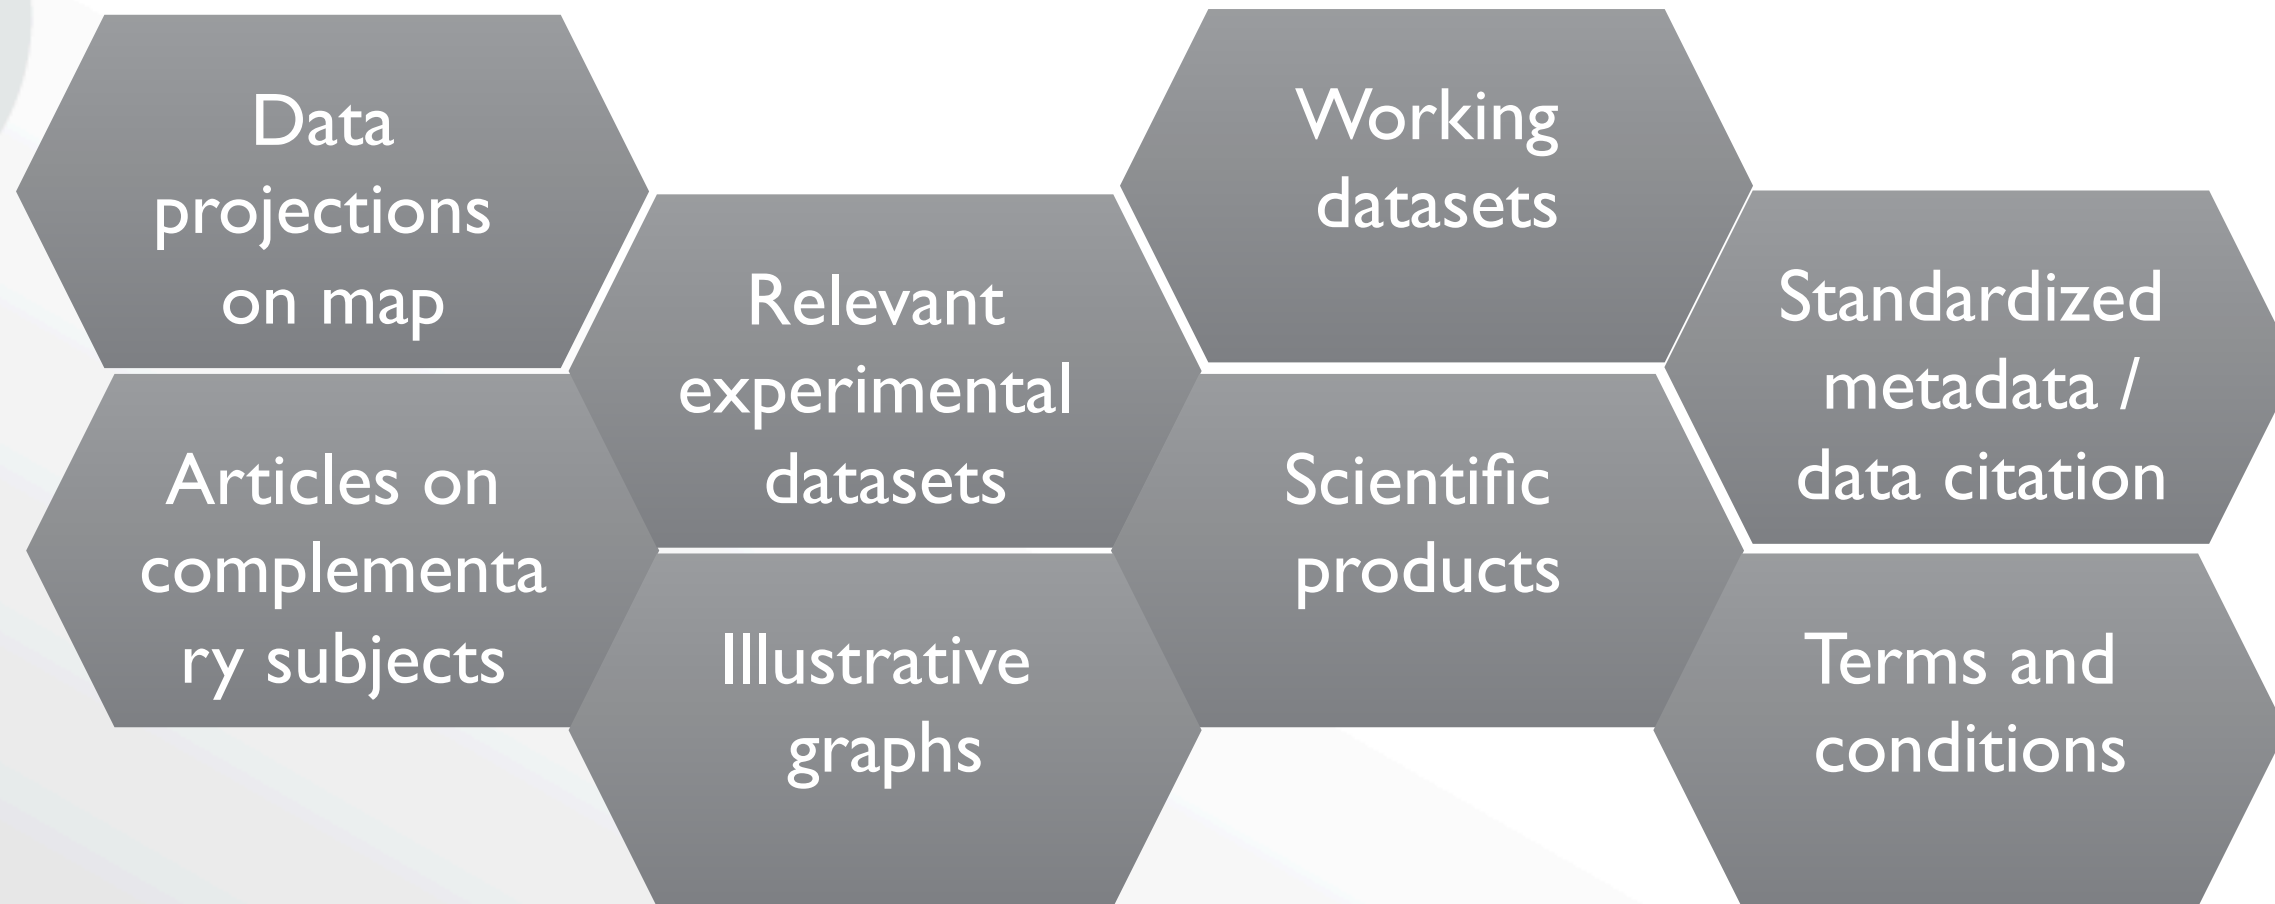 Data
projections
on map
Articles on
complementa
ry subjects
Relevant
experimental
datasets
Illustrative
graphs
Working
datasets
Scientific
products
Standardized
metadata /
data citation
Terms and
conditions